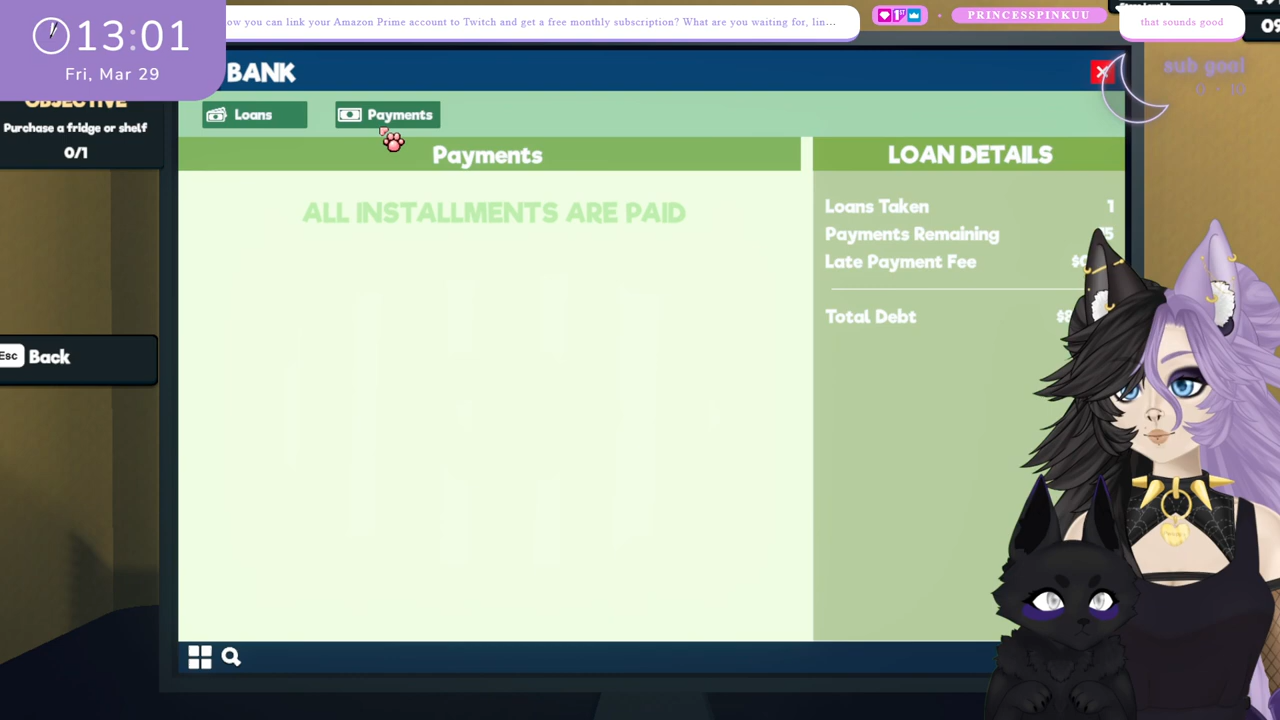 13:01
Fri, Mar 29
ow you can link your Amazon Prime account to Twitch and get a free monthly subscription? What are you waiting for, lin...
PRINCESSPINKUU
that sounds good
sub goal
BANK
OBJECTIVE
Purchase a fridge or shelf
0/1
Loans
Payments
Payments
ALL INSTALLMENTS ARE PAID
LOAN DETAILS
Loans Taken 1
Payments Remaining 5
Late Payment Fee $0
Total Debt $8
Esc Back